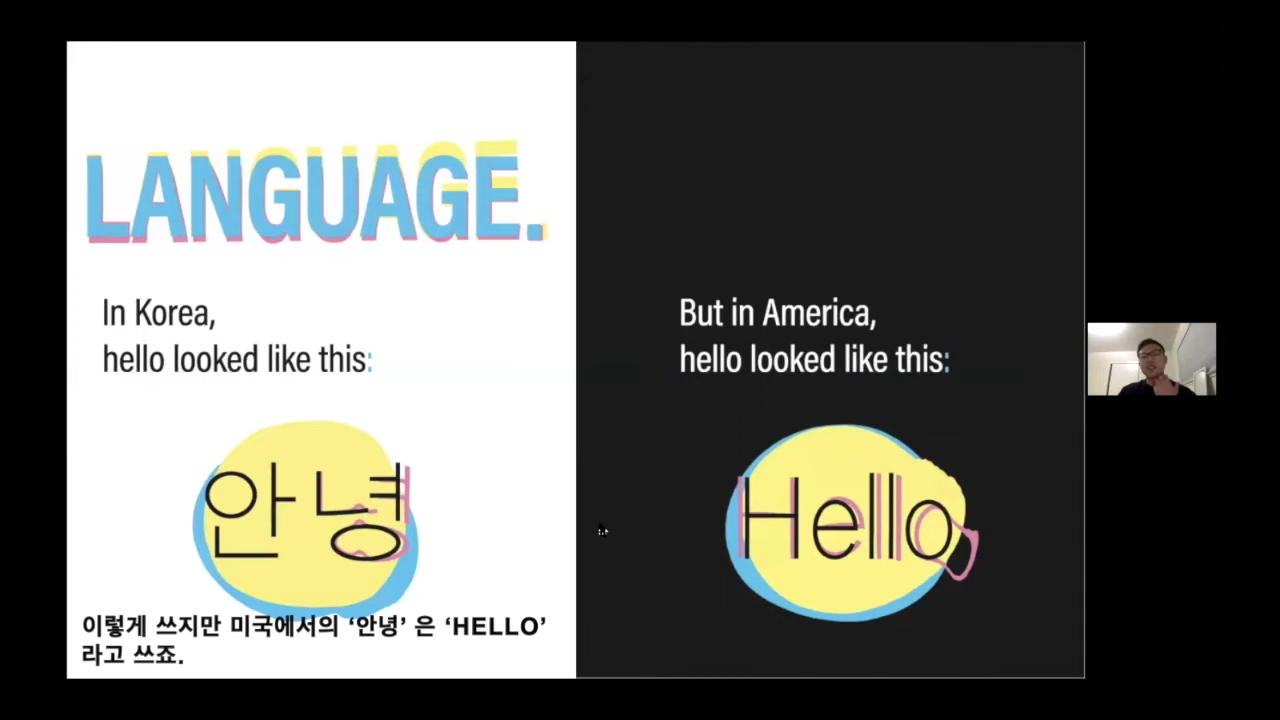 LANGUAGE.
In Korea,
hello looked like this:
안녕
이렇게 쓰지만 미국에서의 ‘안녕’ 은 ‘HELLO’
라고 쓰죠.
But in America,
hello looked like this:
Hello